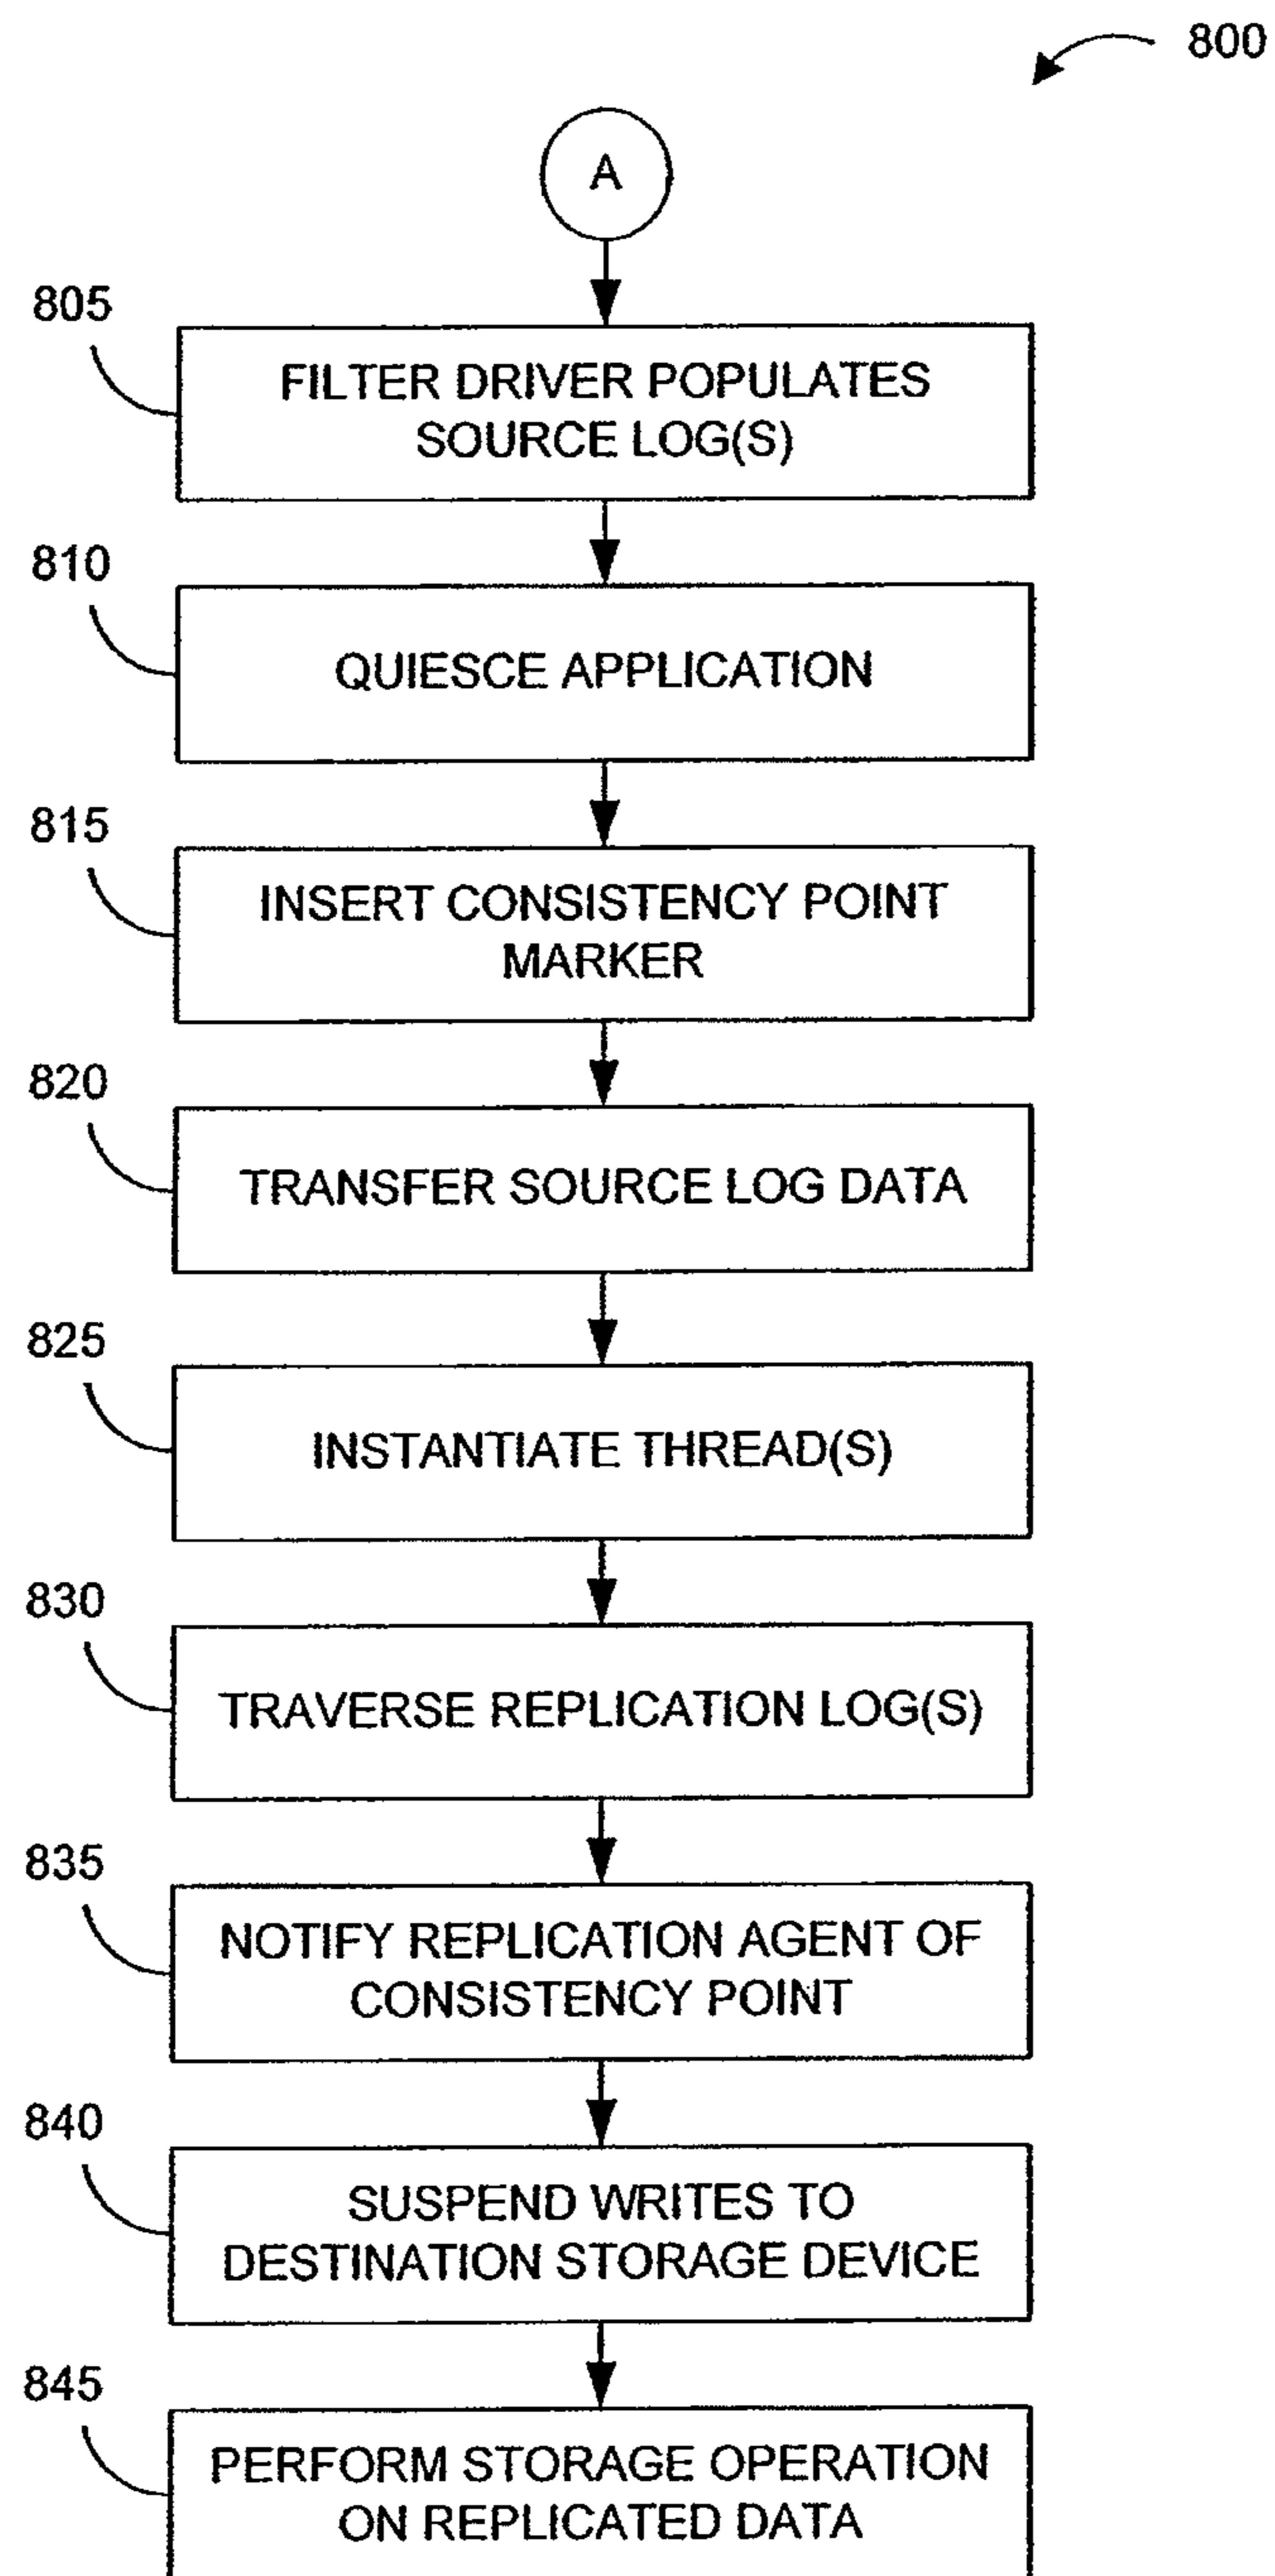 800
A
805
FILTER DRIVER POPULATES
SOURCE LOG(S)
810
QUIESCE APPLICATION
815
INSERT CONSISTENCY POINT
MARKER
820
TRANSFER SOURCE LOG DATA
825
INSTANTIATE THREAD(S)
830
TRAVERSE REPLICATION LOG(S)
835
NOTIFY REPLICATION AGENT OF
CONSISTENCY POINT
840
SUSPEND WRITES TO
DESTINATION STORAGE DEVICE
845
PERFORM STORAGE OPERATION
ON REPLICATED DATA